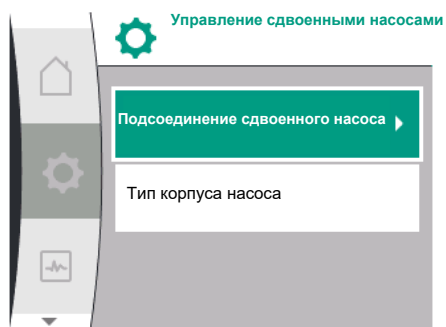 Управление сдвоенными насосами
Подсоединение сдвоенного насоса
Тип корпуса насоса